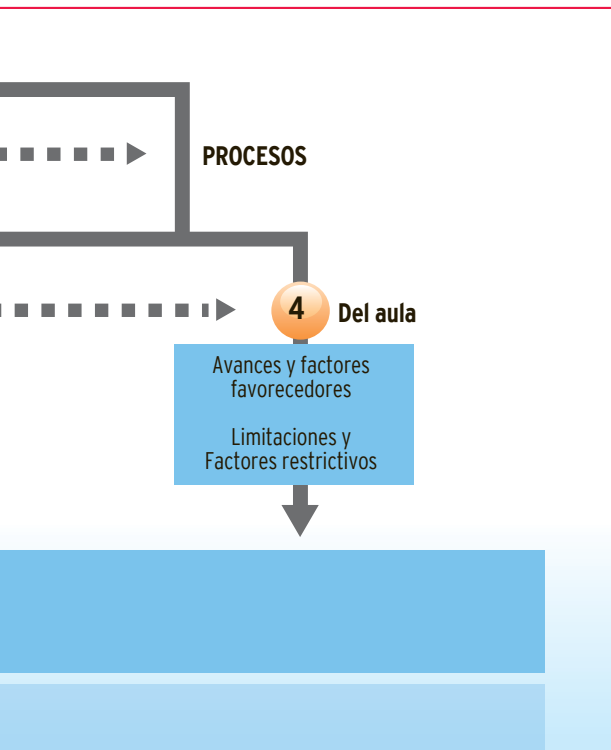 PROCESOS
4
Del aula
Avances y factores
favorecedores
Limitaciones y
Factores restrictivos